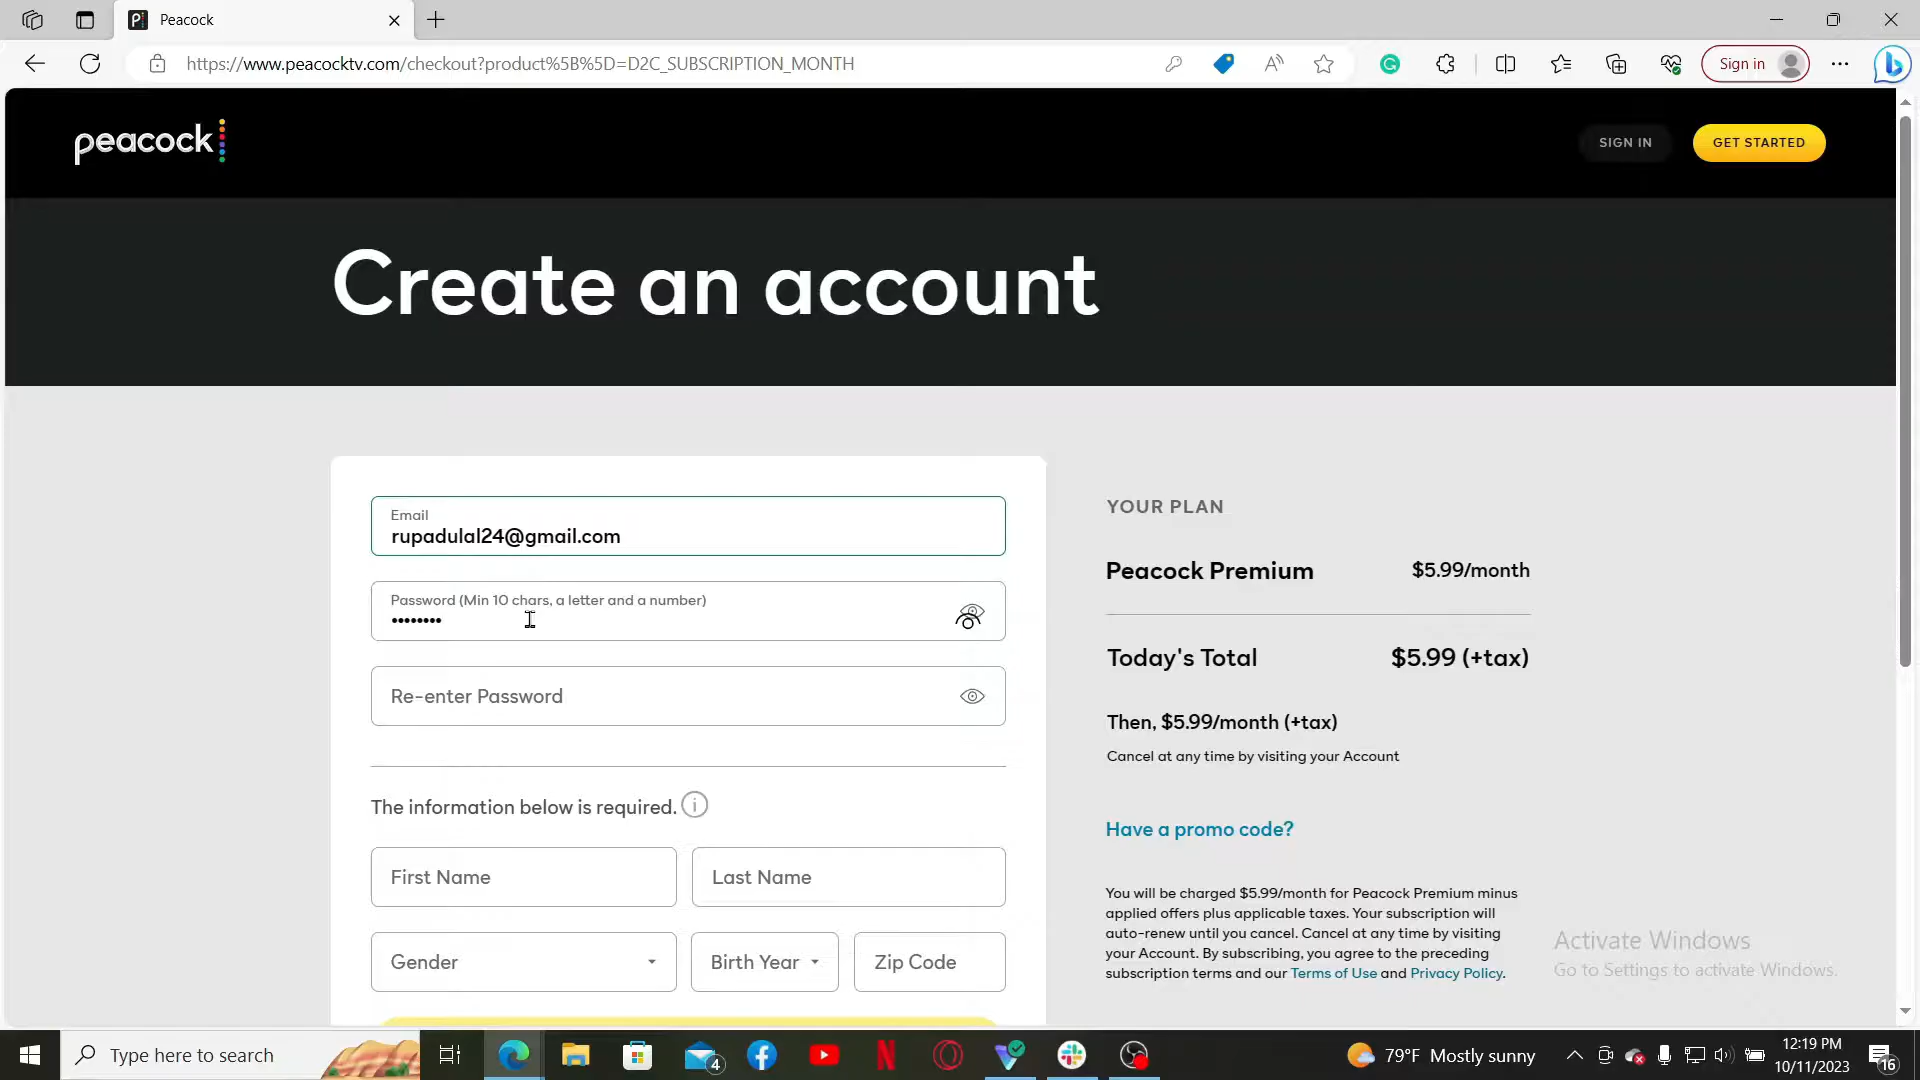 Peacock
https://www.peacocktv.com/checkout?product%5B%5D=D2C_SUBSCRIPTION_MONTH
Sign in
peacock
SIGN IN
GET STARTED
Create an account
Email
rupadulal24@gmail.com
Password (Min 10 chars, a letter and a number)
••••••••
Re-enter Password
The information below is required.
First Name
Last Name
Gender
Birth Year
Zip Code
YOUR PLAN
Peacock Premium $5.99/month
Today's Total $5.99 (+tax)
Then, $5.99/month (+tax)
Cancel at any time by visiting your Account
Have a promo code?
You will be charged $5.99/month for Peacock Premium minus
applied offers plus applicable taxes. Your subscription will
auto-renew until you cancel. Cancel at any time by visiting
your Account. By subscribing, you agree to the preceding
subscription terms and our Terms of Use and Privacy Policy.
Activate Windows
Go to Settings to activate Windows.
Type here to search
4
79°F Mostly sunny
12:19 PM
10/11/2023
16